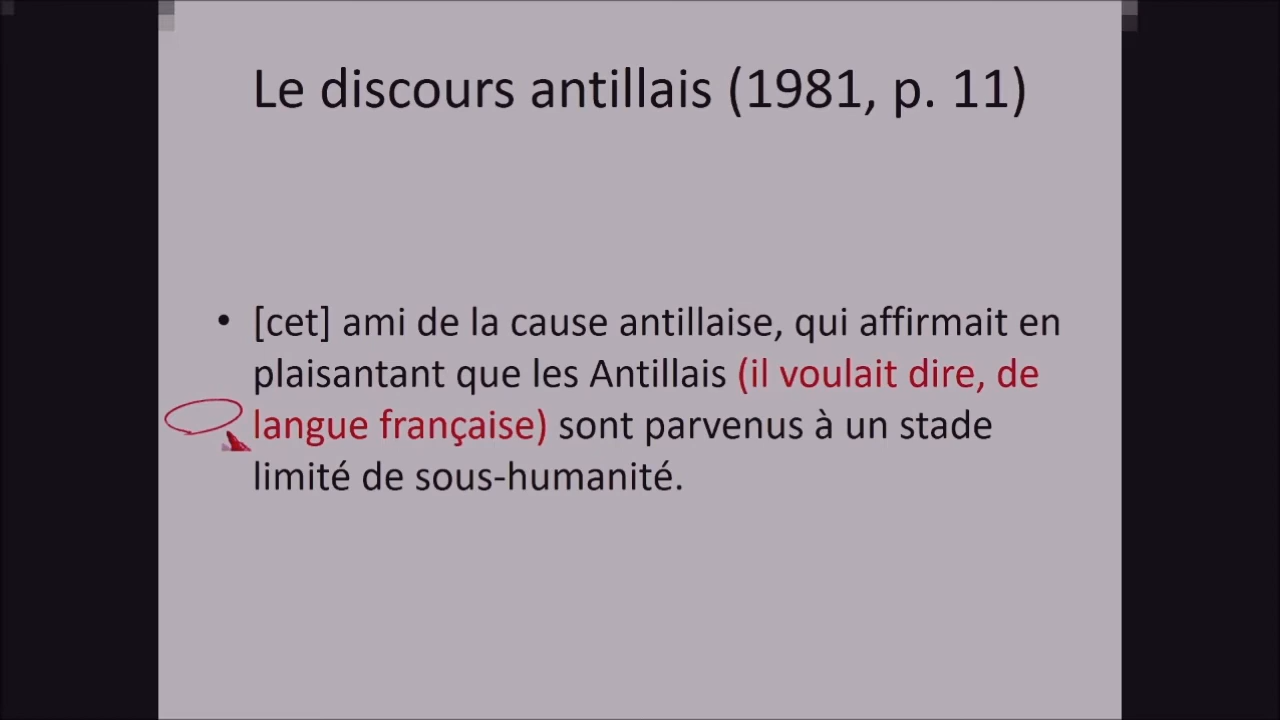 Le discours antillais (1981, p. 11)
• [cet] ami de la cause antillaise, qui affirmait en
plaisantant que les Antillais (il voulait dire, de
langue française) sont parvenus à un stade
limité de sous-humanité.